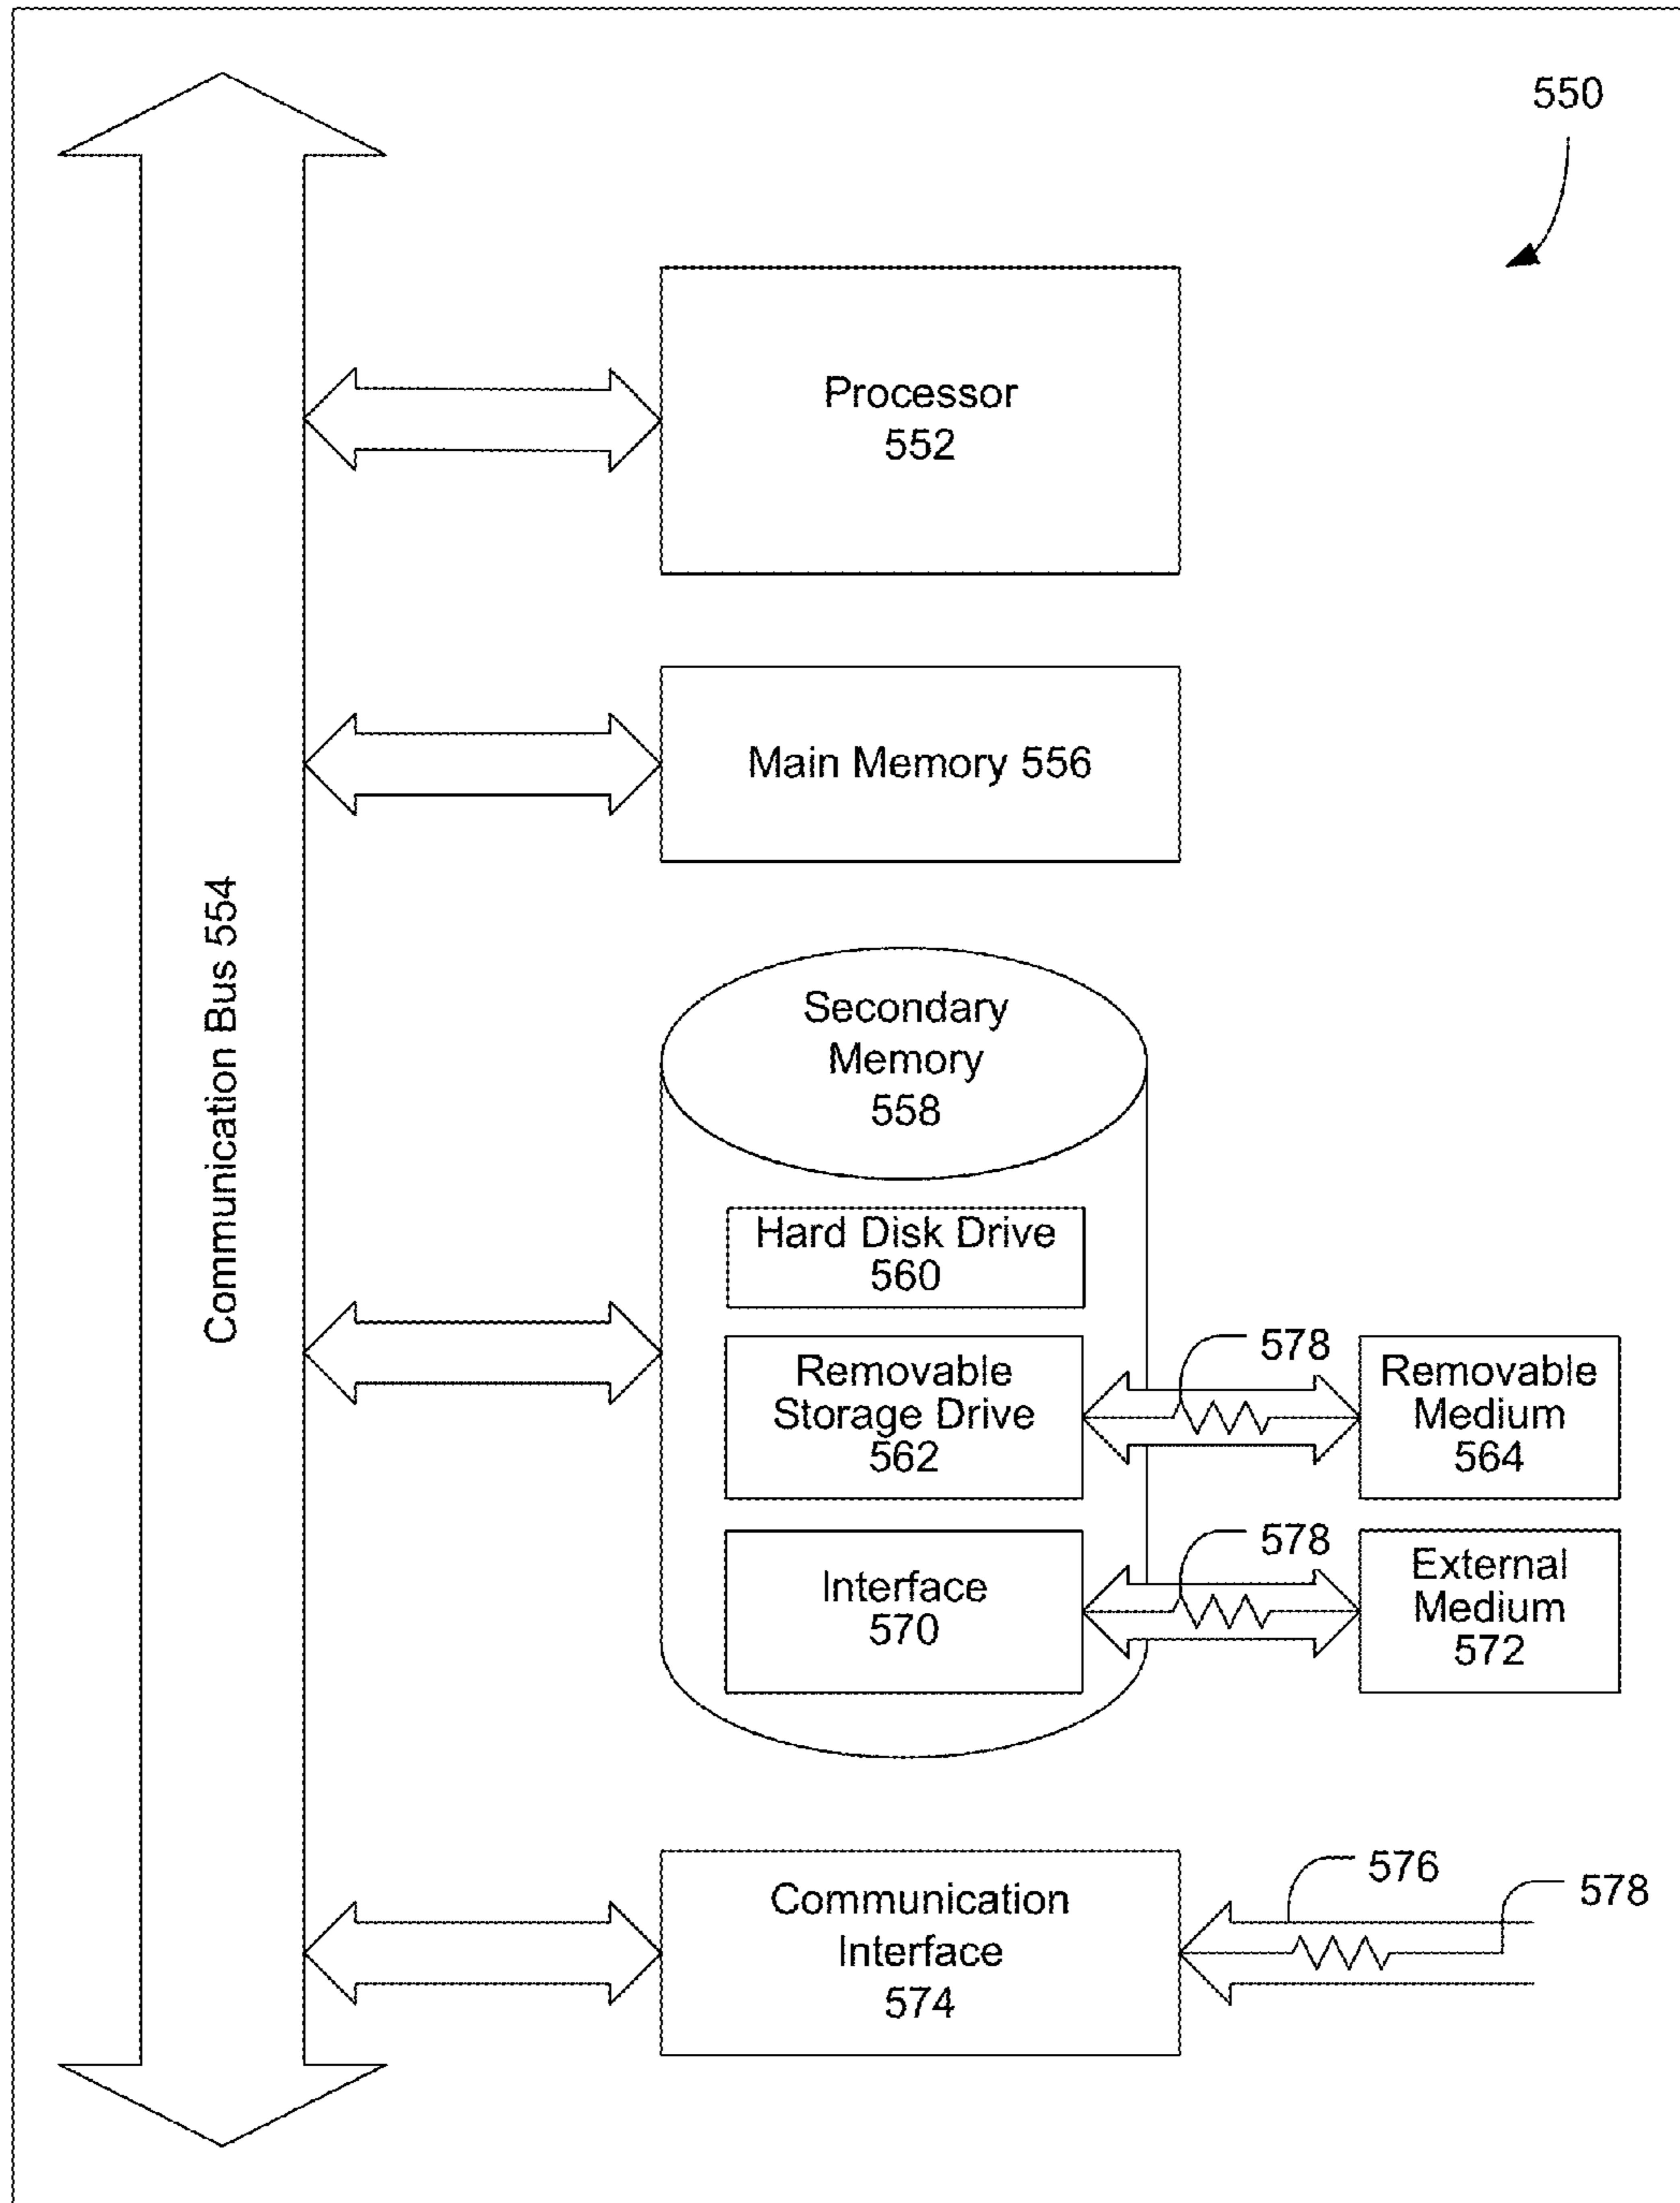 550
Processor
552
Main Memory 556
Communication Bus 554
Secondary
Memory
558
Hard Disk Drive
560
Removable
Storage Drive
562
578
Removable
Medium
564
Interface
570
578
External
Medium
572
Communication
Interface
574
576
578